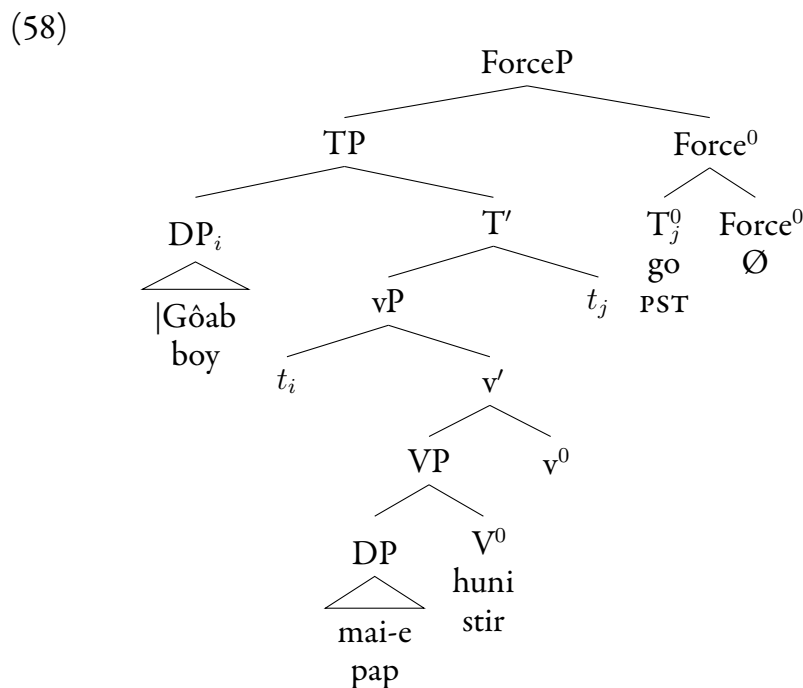 (58)
ForceP
TP Force⁰
DPᵢ T′ T⁰ⱼ Force⁰
|Gôab vP tⱼ go Ø
boy PST
tᵢ v′
VP v⁰
DP V⁰
mai-e huni
pap stir